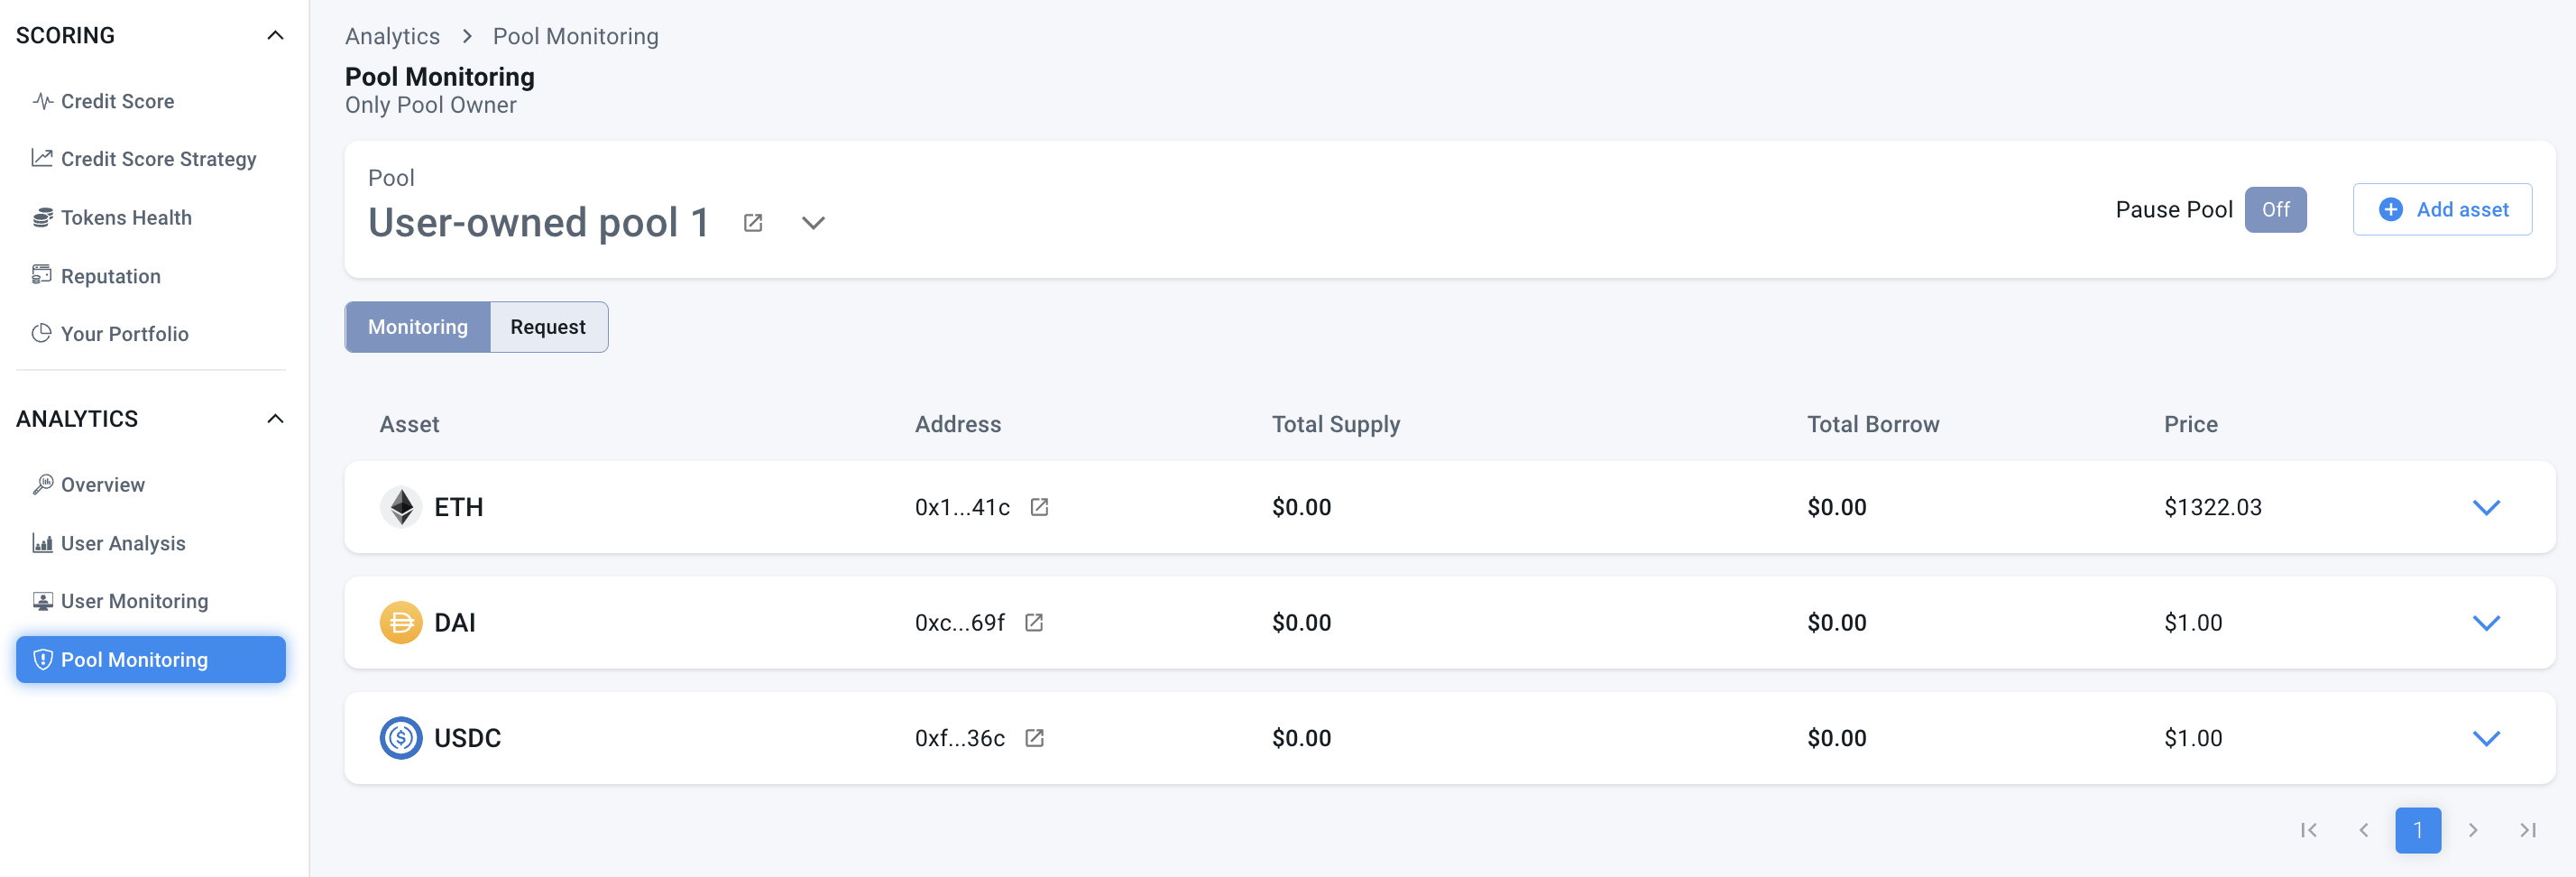 SCORING
Credit Score
Credit Score Strategy
Tokens Health
Reputation
Your Portfolio
ANALYTICS
Overview
User Analysis
User Monitoring
Pool Monitoring
Analytics > Pool Monitoring
Pool Monitoring
Only Pool Owner
Pool
User-owned pool 1
Pause Pool Off Add asset
Monitoring Request
Asset Address Total Supply Total Borrow Price
ETH 0x1...41c $0.00 $0.00 $1322.03
DAI 0xc...69f $0.00 $0.00 $1.00
USDC 0xf...36c $0.00 $0.00 $1.00
1